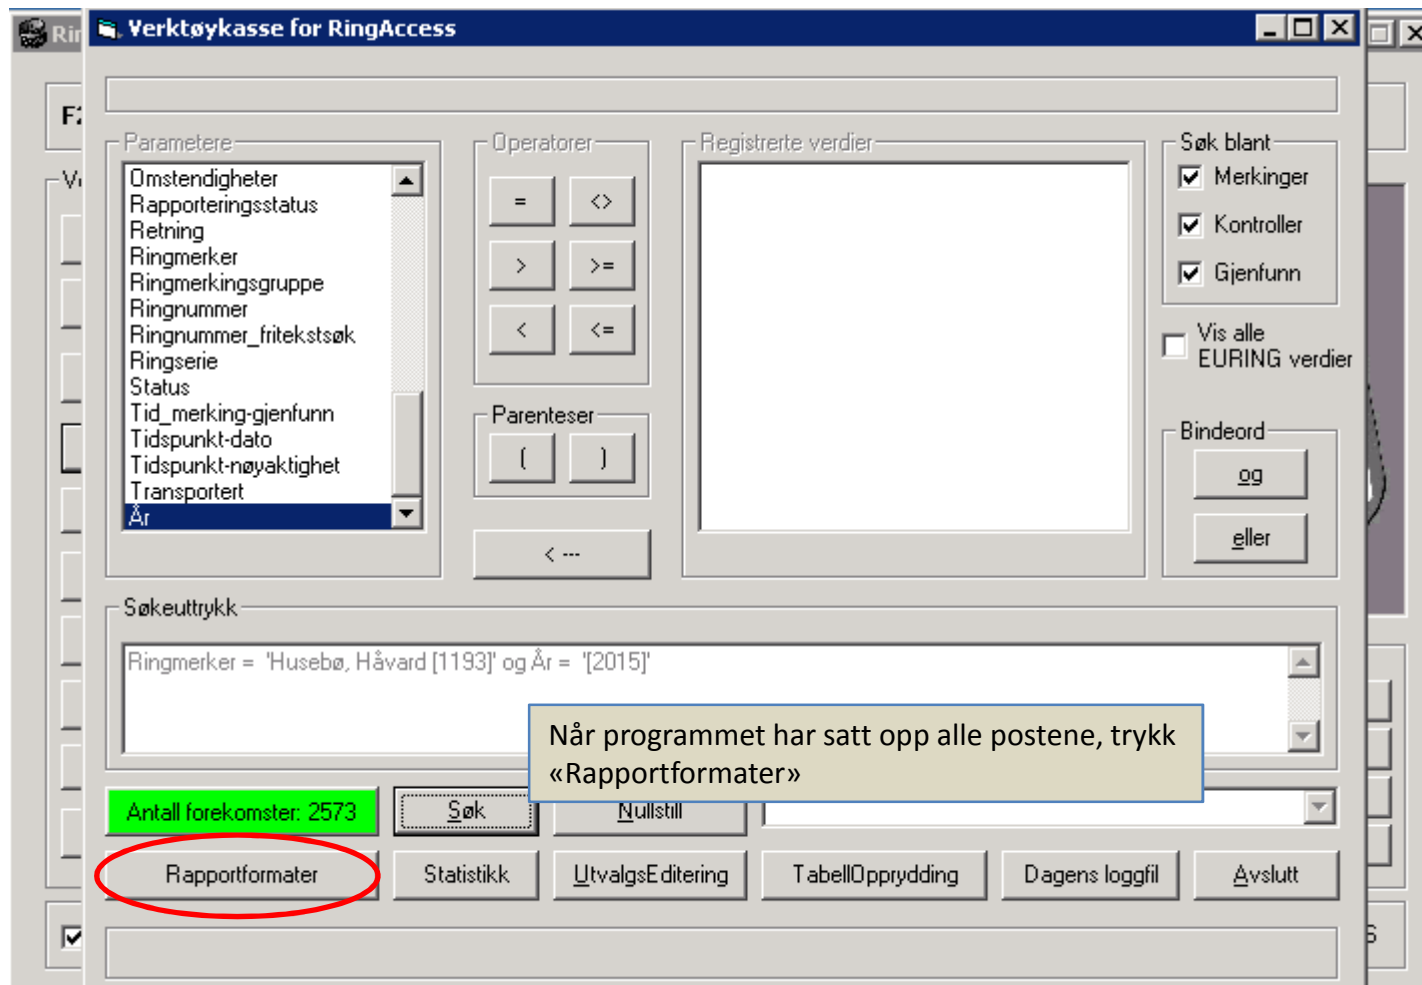 Rin
Verktøykasse for RingAccess
Parametere
Omstendigheter
Rapporteringsstatus
Retning
Ringmerker
Ringmerkingsgruppe
Ringnummer
Ringnummer_fritekstsøk
Ringserie
Status
Tid_merking-gjenfunn
Tidspunkt-dato
Tidspunkt-nøyaktighet
Transportert
År
Operatorer
= <>
> >=
< <=
Parenteser
( )
< ---
Registrerte verdier
Søk blant
Merkinger
Kontroller
Gjenfunn
Vis alle
EURING verdier
Bindeord
og
eller
Søkeuttrykk
Ringmerker = 'Husebø, Håvard [1193]' og År = '[2015]'
Når programmet har satt opp alle postene, trykk
«Rapportformater»
Antall forekomster: 2573
Søk
Nullstill
Rapportformater
Statistikk
UtvalgsEditering
TabellOpprydding
Dagens loggfil
Avslutt